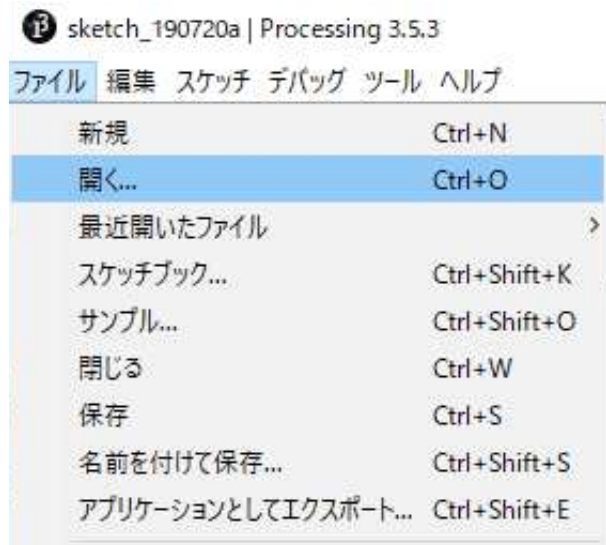 sketch_190720a | Processing 3.5.3
ファイル 編集 スケッチ デバッグ ツール ヘルプ
新規 Ctrl+N
開く... Ctrl+O
最近開いたファイル >
スケッチブック... Ctrl+Shift+K
サンプル... Ctrl+Shift+O
閉じる Ctrl+W
保存 Ctrl+S
名前を付けて保存... Ctrl+Shift+S
アプリケーションとしてエクスポート... Ctrl+Shift+E